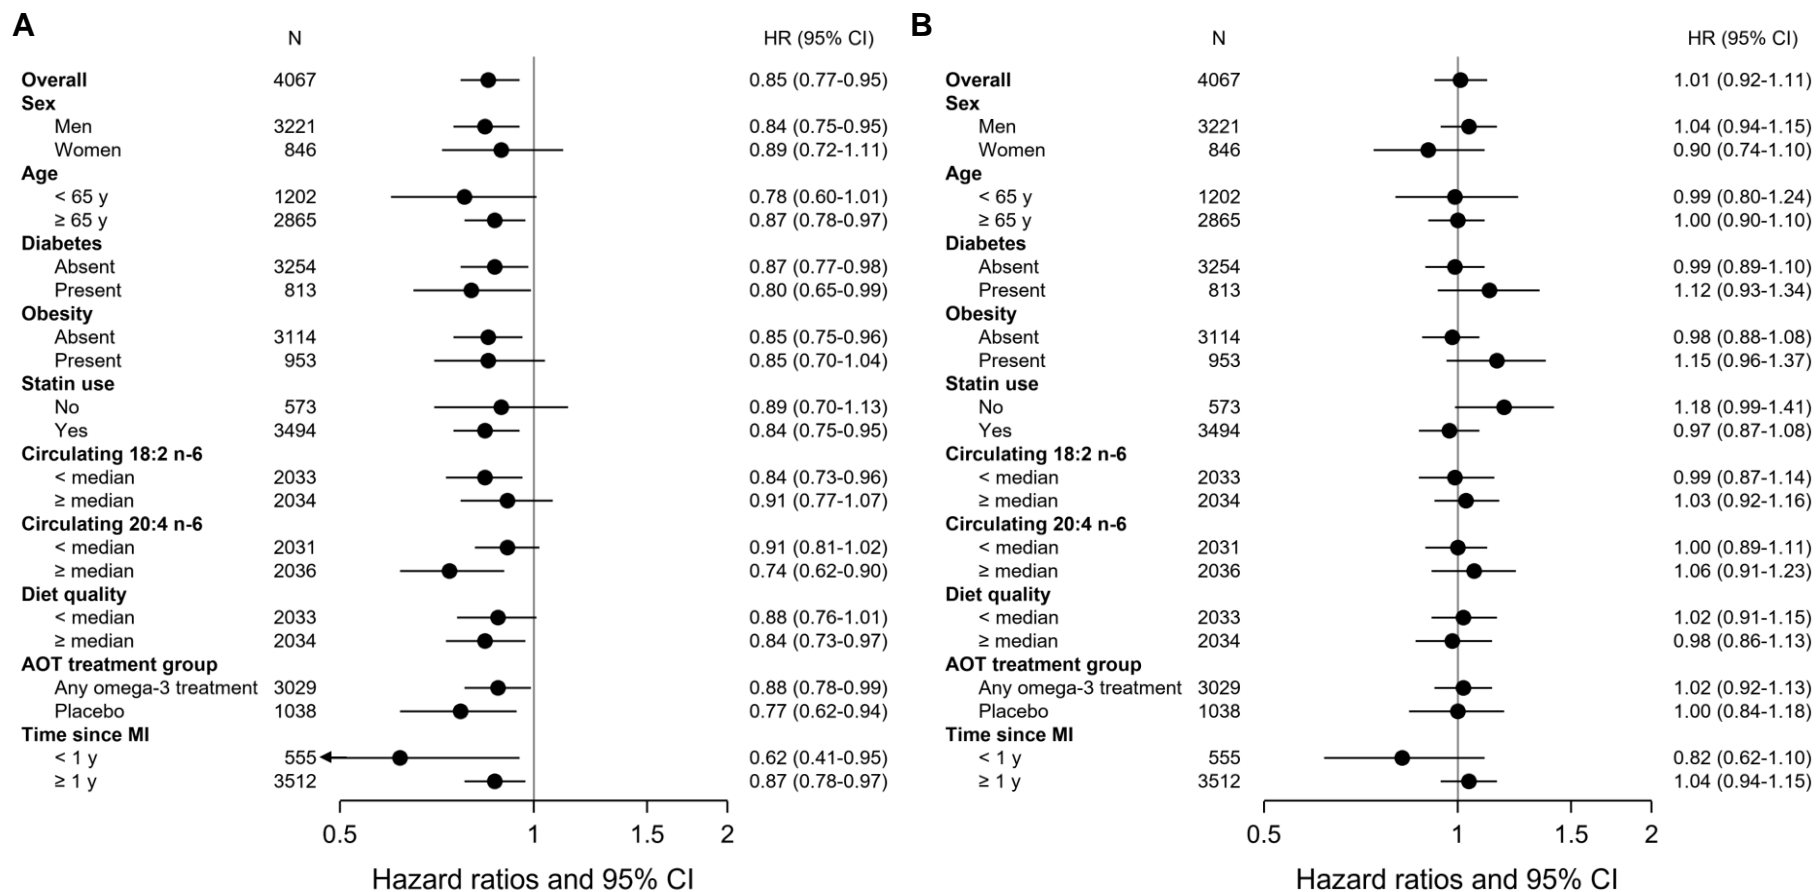 A
N HR (95% CI)
Overall 4067 0.85 (0.77-0.95)
Sex
Men 3221 0.84 (0.75-0.95)
Women 846 0.89 (0.72-1.11)
Age
< 65 y 1202 0.78 (0.60-1.01)
≥ 65 y 2865 0.87 (0.78-0.97)
Diabetes
Absent 3254 0.87 (0.77-0.98)
Present 813 0.80 (0.65-0.99)
Obesity
Absent 3114 0.85 (0.75-0.96)
Present 953 0.85 (0.70-1.04)
Statin use
No 573 0.89 (0.70-1.13)
Yes 3494 0.84 (0.75-0.95)
Circulating 18:2 n-6
< median 2033 0.84 (0.73-0.96)
≥ median 2034 0.91 (0.77-1.07)
Circulating 20:4 n-6
< median 2031 0.91 (0.81-1.02)
≥ median 2036 0.74 (0.62-0.90)
Diet quality
< median 2033 0.88 (0.76-1.01)
≥ median 2034 0.84 (0.73-0.97)
AOT treatment group
Any omega-3 treatment 3029 0.88 (0.78-0.99)
Placebo 1038 0.77 (0.62-0.94)
Time since MI
< 1 y 555 0.62 (0.41-0.95)
≥ 1 y 3512 0.87 (0.78-0.97)
0.5 1 1.5 2
Hazard ratios and 95% CI
B
N HR (95% CI)
Overall 4067 1.01 (0.92-1.11)
Sex
Men 3221 1.04 (0.94-1.15)
Women 846 0.90 (0.74-1.10)
Age
< 65 y 1202 0.99 (0.80-1.24)
≥ 65 y 2865 1.00 (0.90-1.10)
Diabetes
Absent 3254 0.99 (0.89-1.10)
Present 813 1.12 (0.93-1.34)
Obesity
Absent 3114 0.98 (0.88-1.08)
Present 953 1.15 (0.96-1.37)
Statin use
No 573 1.18 (0.99-1.41)
Yes 3494 0.97 (0.87-1.08)
Circulating 18:2 n-6
< median 2033 0.99 (0.87-1.14)
≥ median 2034 1.03 (0.92-1.16)
Circulating 20:4 n-6
< median 2031 1.00 (0.89-1.11)
≥ median 2036 1.06 (0.91-1.23)
Diet quality
< median 2033 1.02 (0.91-1.15)
≥ median 2034 0.98 (0.86-1.13)
AOT treatment group
Any omega-3 treatment 3029 1.02 (0.92-1.13)
Placebo 1038 1.00 (0.84-1.18)
Time since MI
< 1 y 555 0.82 (0.62-1.10)
≥ 1 y 3512 1.04 (0.94-1.15)
0.5 1 1.5 2
Hazard ratios and 95% CI